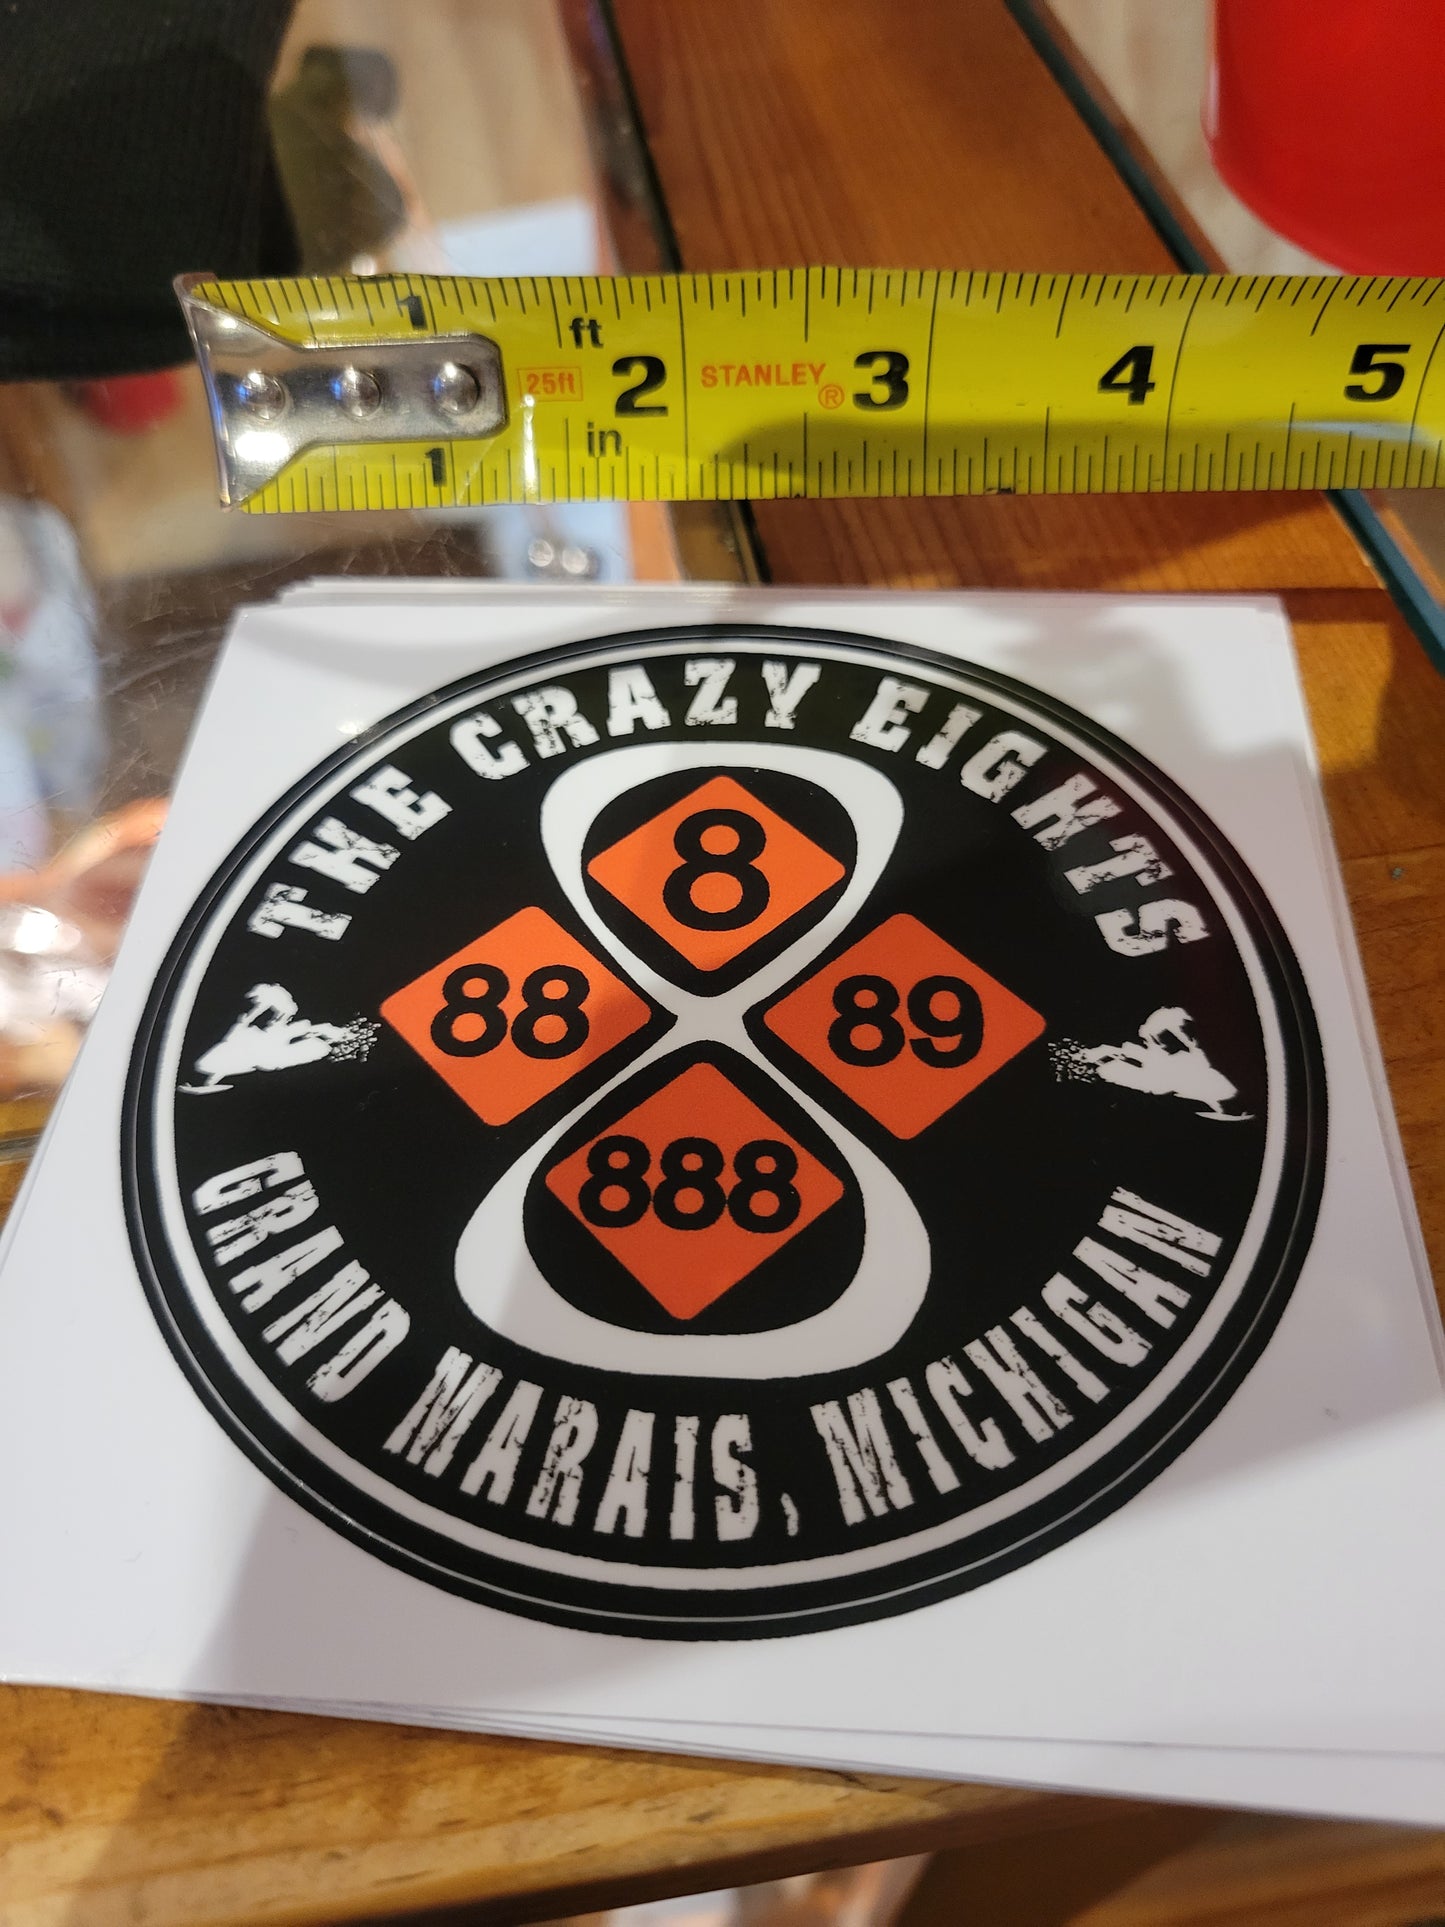 1 ft
25ft 2 STANLEY® 3 4 5
1 in
THE CRAZY EIGHTS
8
88 89
888
GRAND MARAIS, MICHIGAN